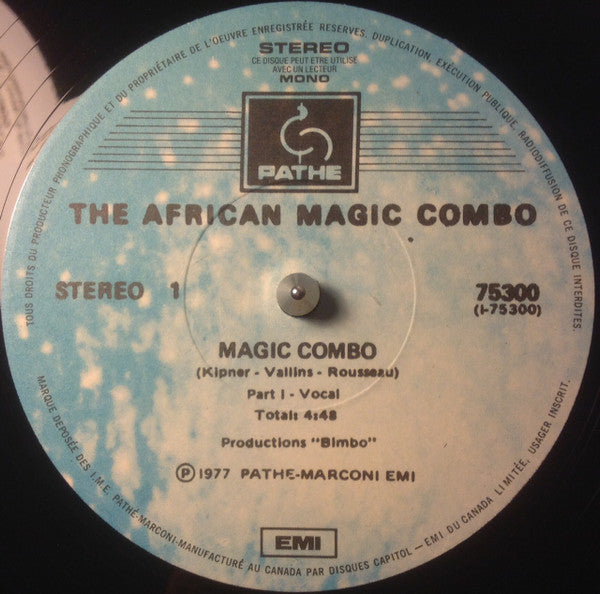 TOUS DROITS DU PRODUCTEUR PHONOGRAPHIQUE ET DU PROPRIÉTAIRE DE L'OEUVRE ENREGISTRÉE RESERVES. DUPLICATION, EXÉCUTION PUBLIQUE, RADIODIFFUSION DE CE DISQUE INTERDITES.
STEREO
CE DISQUE PEUT ETRE UTILISE
AVEC UN LECTEUR
MONO
PATHE
THE AFRICAN MAGIC COMBO
STEREO 1
75300
(I-75300)
MAGIC COMBO
(Kipner - Vallins - Rousseau)
Part I - Vocal
Total: 4:48
Productions "Bimbo"
Ⓟ 1977 PATHE-MARCONI EMI
EMI
MARQUE DEPOSÉE DES I.M.E. PATHÉ-MARCONI-MANUFACTURÉ AU CANADA PAR DISQUES CAPITOL — EMI DU CANADA LIMITÉE, USAGER INSCRIT.